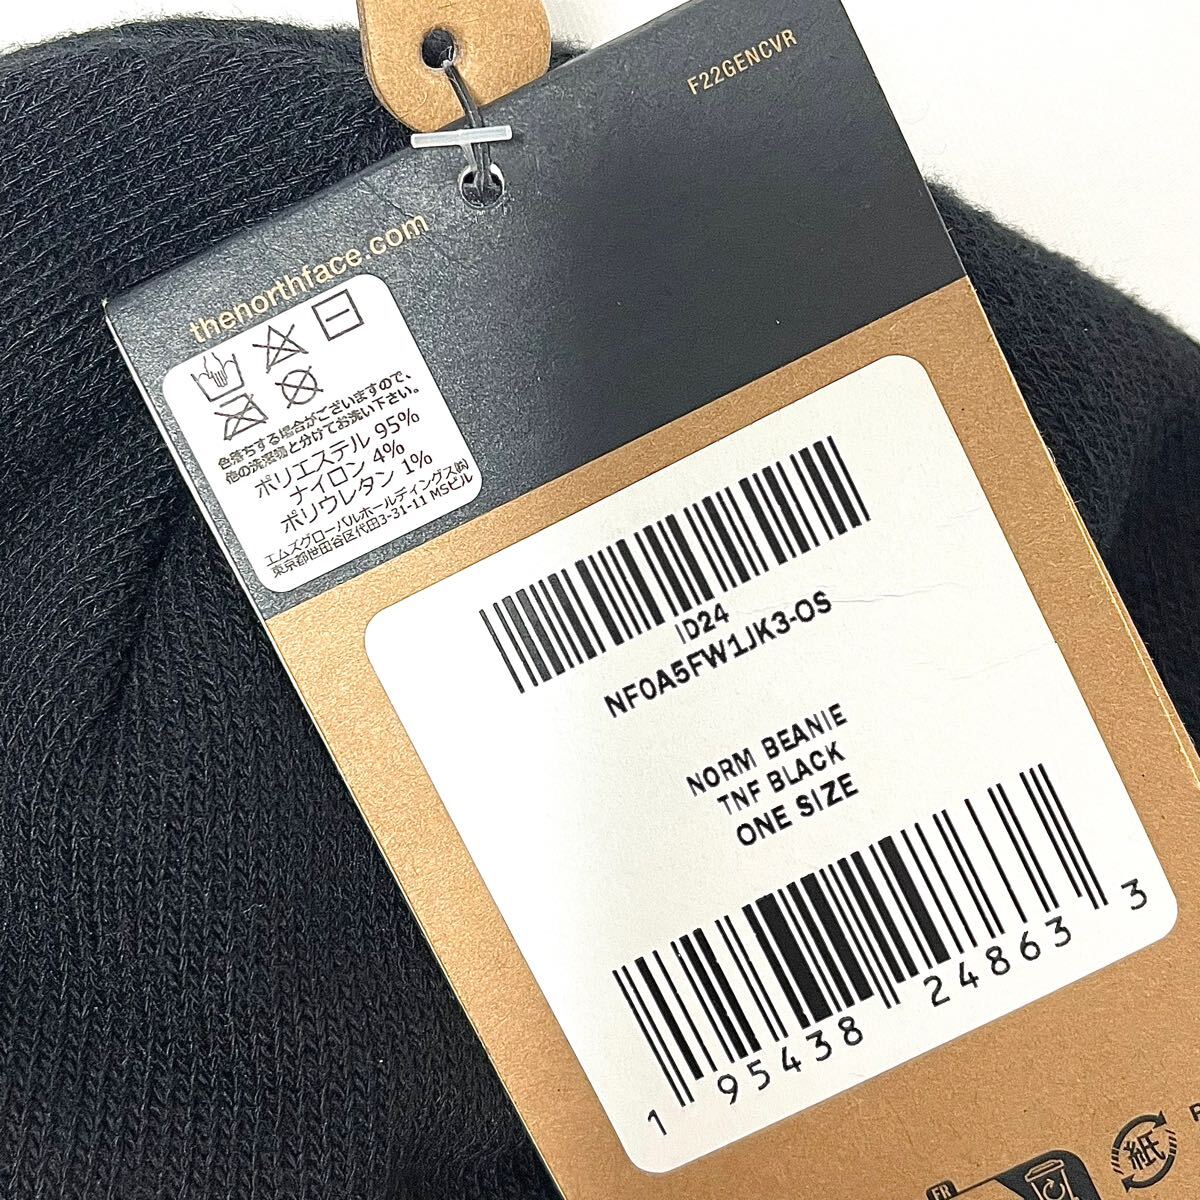 F22GENCVR
thenorthface.com
色落ちする場合がございますので、
他の洗濯物と分けてお洗い下さい。
ポリエステル 95%
ナイロン 4%
ポリウレタン 1%
エムズグローバルホールディングス㈱
東京都世田谷区代田3-31-11 MSビル
ID24
NF0A5FW1JK3-OS
NORM BEANIE
TNF BLACK
ONE SIZE
1 95438 24863 3
FR
紙